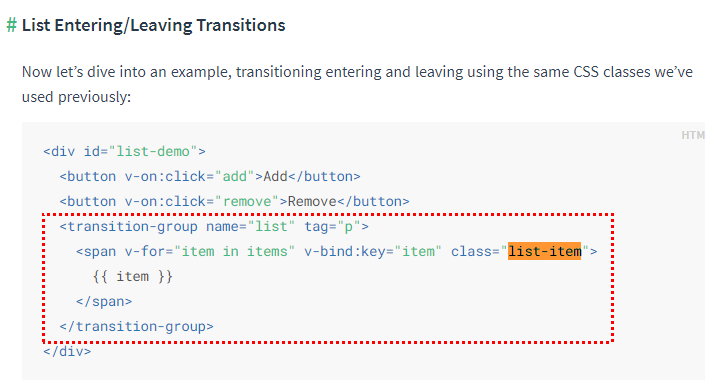 # List Entering/Leaving Transitions
Now let’s dive into an example, transitioning entering and leaving using the same CSS classes we’ve
used previously:
HTM
<div id="list-demo">
  <button v-on:click="add">Add</button>
  <button v-on:click="remove">Remove</button>
  <transition-group name="list" tag="p">
    <span v-for="item in items" v-bind:key="item" class="list-item">
      {{ item }}
    </span>
  </transition-group>
</div>